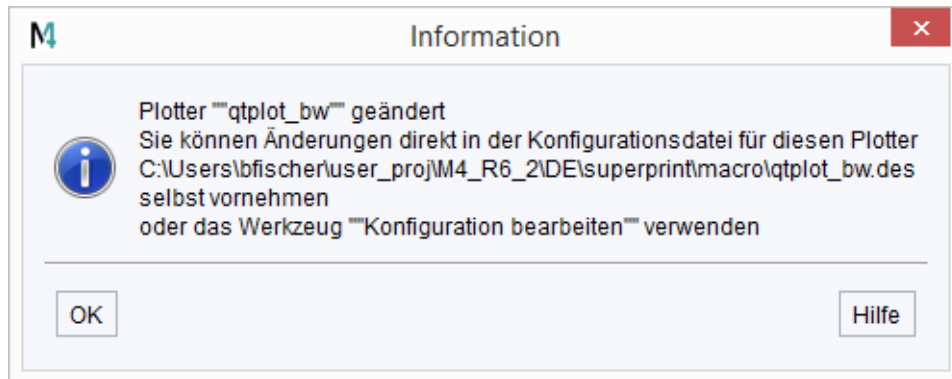 M4
Information
Plotter ""qtplot_bw"" geändert
Sie können Änderungen direkt in der Konfigurationsdatei für diesen Plotter
C:\Users\bfischer\user_proj\M4_R6_2\DE\superprint\macro\qtplot_bw.des
selbst vornehmen
oder das Werkzeug ""Konfiguration bearbeiten"" verwenden
OK
Hilfe